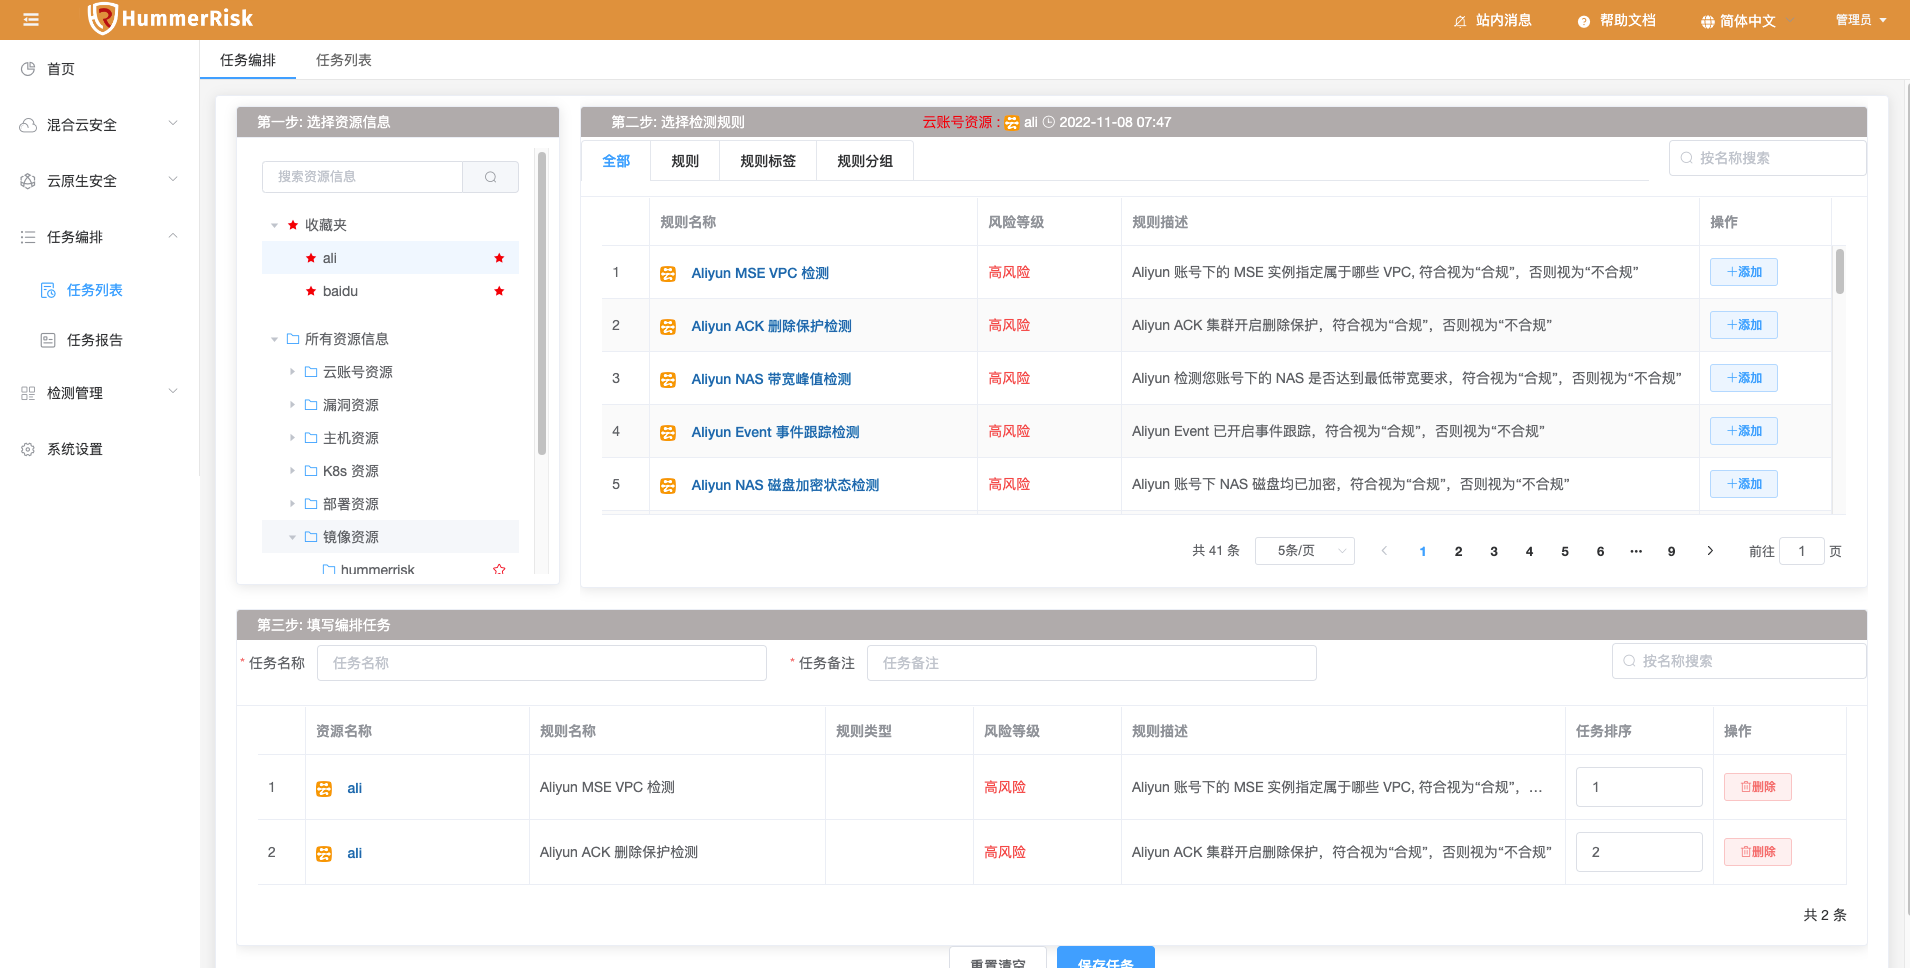 HummerRisk
站内消息
帮助文档
简体中文
管理员
首页
混合云安全
云原生安全
任务编排
任务列表
任务报告
检测管理
系统设置
任务编排 任务列表
第一步: 选择资源信息
搜索资源信息
收藏夹
ali
baidu
所有资源信息
云账号资源
漏洞资源
主机资源
K8s 资源
部署资源
镜像资源
hummerrisk
第二步: 选择检测规则 云账号资源 : ali 2022-11-08 07:47
全部 规则 规则标签 规则分组
按名称搜索
规则名称 风险等级 规则描述 操作
1 Aliyun MSE VPC 检测 高风险 Aliyun 账号下的 MSE 实例指定属于哪些 VPC, 符合视为“合规”，否则视为“不合规” +添加
2 Aliyun ACK 删除保护检测 高风险 Aliyun ACK 集群开启删除保护，符合视为“合规”，否则视为“不合规” +添加
3 Aliyun NAS 带宽峰值检测 高风险 Aliyun 检测您账号下的 NAS 是否达到最低带宽要求，符合视为“合规”，否则视为“不合规” +添加
4 Aliyun Event 事件跟踪检测 高风险 Aliyun Event 已开启事件跟踪，符合视为“合规”，否则视为“不合规” +添加
5 Aliyun NAS 磁盘加密状态检测 高风险 Aliyun 账号下 NAS 磁盘均已加密，符合视为“合规”，否则视为“不合规” +添加
共 41 条 5条/页 1 2 3 4 5 6 ··· 9 前往 1 页
第三步: 填写编排任务
* 任务名称 任务名称 * 任务备注 任务备注 按名称搜索
资源名称 规则名称 规则类型 风险等级 规则描述 任务排序 操作
1 ali Aliyun MSE VPC 检测 高风险 Aliyun 账号下的 MSE 实例指定属于哪些 VPC, 符合视为“合规”，... 1 删除
2 ali Aliyun ACK 删除保护检测 高风险 Aliyun ACK 集群开启删除保护，符合视为“合规”，否则视为“不合规” 2 删除
共 2 条
重置清空 保存任务